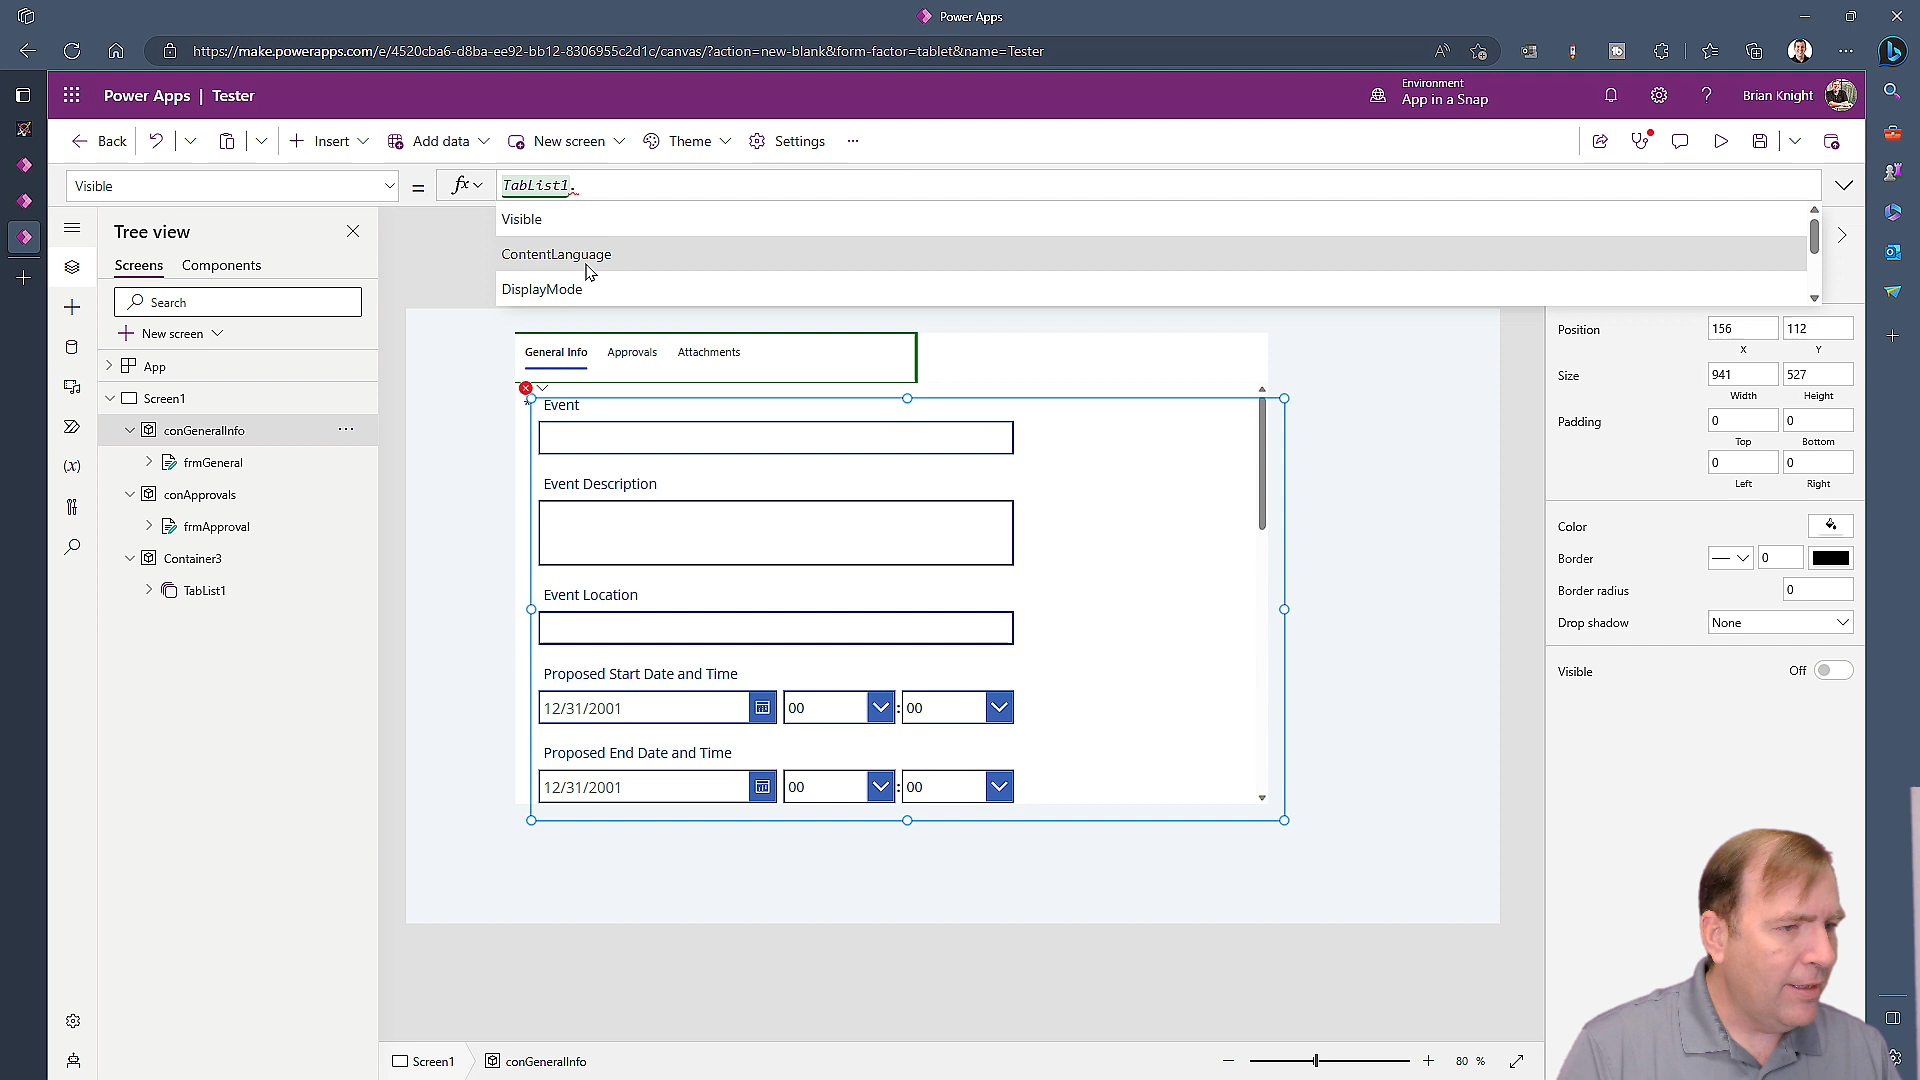 Power Apps
https://make.powerapps.com/e/4520cba6-d8ba-ee92-bb12-8306955c2d1c/canvas/?action=new-blank&form-factor=tablet&name=Tester
Power Apps | Tester
Environment
App in a Snap
Brian Knight
Back
Insert
Add data
New screen
Theme
Settings
Visible
=
fx
TabList1.
Visible
ContentLanguage
DisplayMode
Tree view
Screens
Components
Search
New screen
App
Screen1
conGeneralInfo
frmGeneral
conApprovals
frmApproval
Container3
TabList1
General Info
Approvals
Attachments
* Event
Event Description
Event Location
Proposed Start Date and Time
12/31/2001
00
:
00
Proposed End Date and Time
12/31/2001
00
:
00
Position
156
112
X
Y
Size
941
527
Width
Height
Padding
0
0
Top
Bottom
0
0
Left
Right
Color
Border
0
Border radius
0
Drop shadow
None
Visible
Off
Screen1
conGeneralInfo
80 %